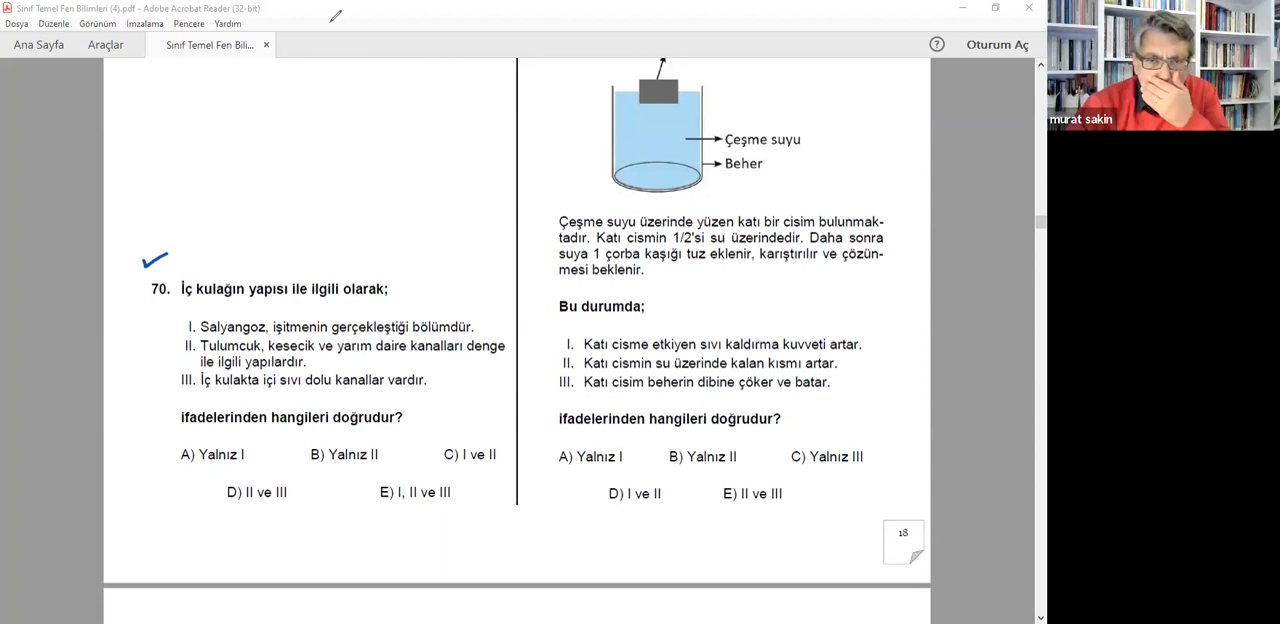 Sınıf Temel Fen Bilimleri (4).pdf - Adobe Acrobat Reader (32-bit)
Dosya Düzenle Görünüm İmzalama Pencere Yardım
Ana Sayfa Araçlar Sınıf Temel Fen Bili... × ? Oturum Aç
murat sakin
70. İç kulağın yapısı ile ilgili olarak;
I. Salyangoz, işitmenin gerçekleştiği bölümdür.
II. Tulumcuk, kesecik ve yarım daire kanalları denge
ile ilgili yapılardır.
III. İç kulakta içi sıvı dolu kanallar vardır.
ifadelerinden hangileri doğrudur?
A) Yalnız I B) Yalnız II C) I ve II
D) II ve III E) I, II ve III
Çeşme suyu
Beher
Çeşme suyu üzerinde yüzen katı bir cisim bulunmak-
tadır. Katı cismin 1/2'si su üzerindedir. Daha sonra
suya 1 çorba kaşığı tuz eklenir, karıştırılır ve çözün-
mesi beklenir.
Bu durumda;
I. Katı cisme etkiyen sıvı kaldırma kuvveti artar.
II. Katı cismin su üzerinde kalan kısmı artar.
III. Katı cisim beherin dibine çöker ve batar.
ifadelerinden hangileri doğrudur?
A) Yalnız I B) Yalnız II C) Yalnız III
D) I ve II E) II ve III
18